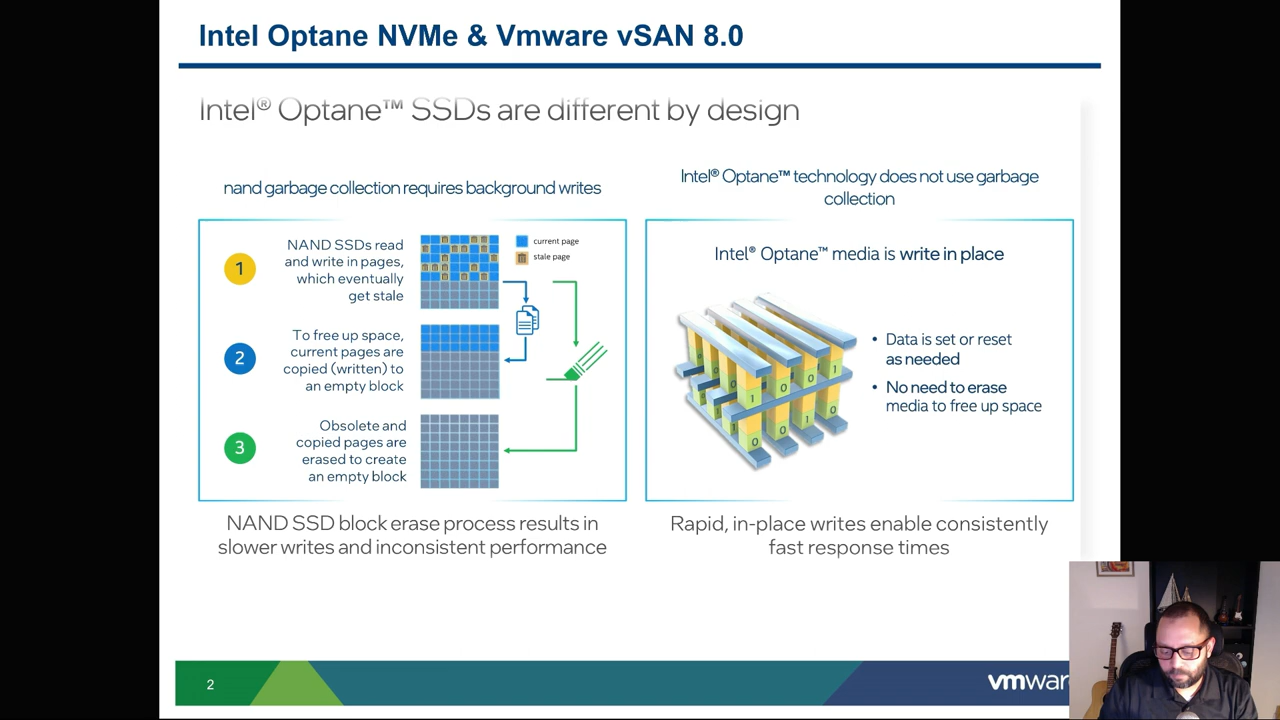 Intel Optane NVMe & Vmware vSAN 8.0
Intel® Optane™ SSDs are different by design
nand garbage collection requires background writes
1
NAND SSDs read
and write in pages,
which eventually
get stale
current page
stale page
2
To free up space,
current pages are
copied (written) to
an empty block
3
Obsolete and
copied pages are
erased to create
an empty block
NAND SSD block erase process results in
slower writes and inconsistent performance
Intel® Optane™ technology does not use garbage
collection
Intel® Optane™ media is write in place
• Data is set or reset
as needed
• No need to erase
media to free up space
Rapid, in-place writes enable consistently
fast response times
2
vmwar